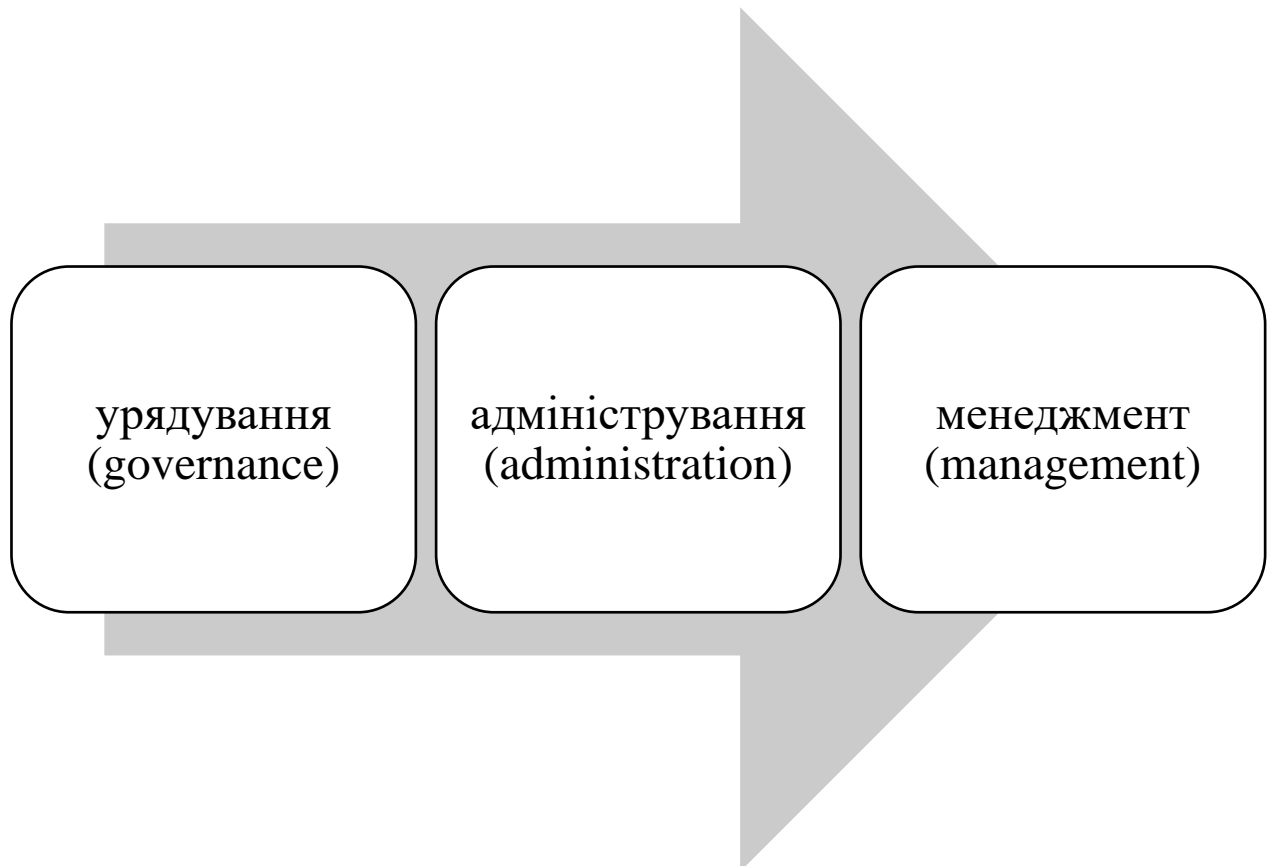 урядування
(governance)
адміністрування
(administration)
менеджмент
(management)